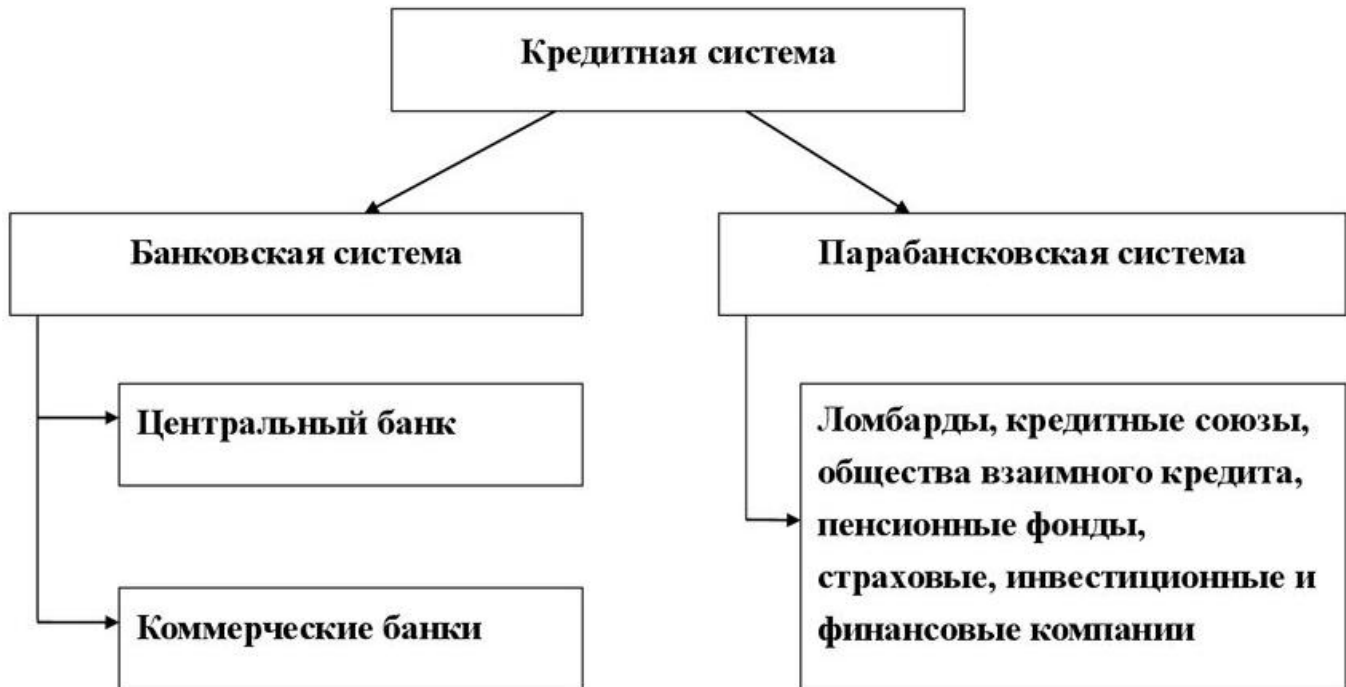 Кредитная система
Банковская система
Парабансковская система
Центральный банк
Коммерческие банки
Ломбарды, кредитные союзы,
общества взаимного кредита,
пенсионные фонды,
страховые, инвестиционные и
финансовые компании